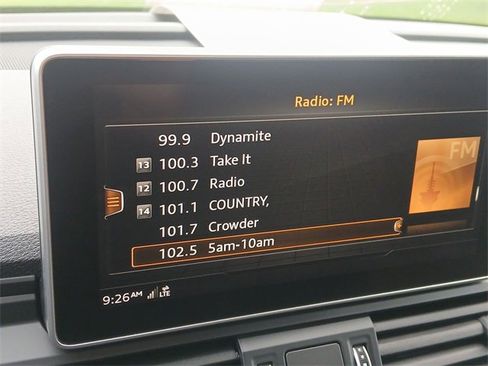 Radio: FM
99.9 Dynamite
13 100.3 Take It
12 100.7 Radio
14 101.1 COUNTRY,
101.7 Crowder
102.5 5am-10am
FM
9:26AM LTE